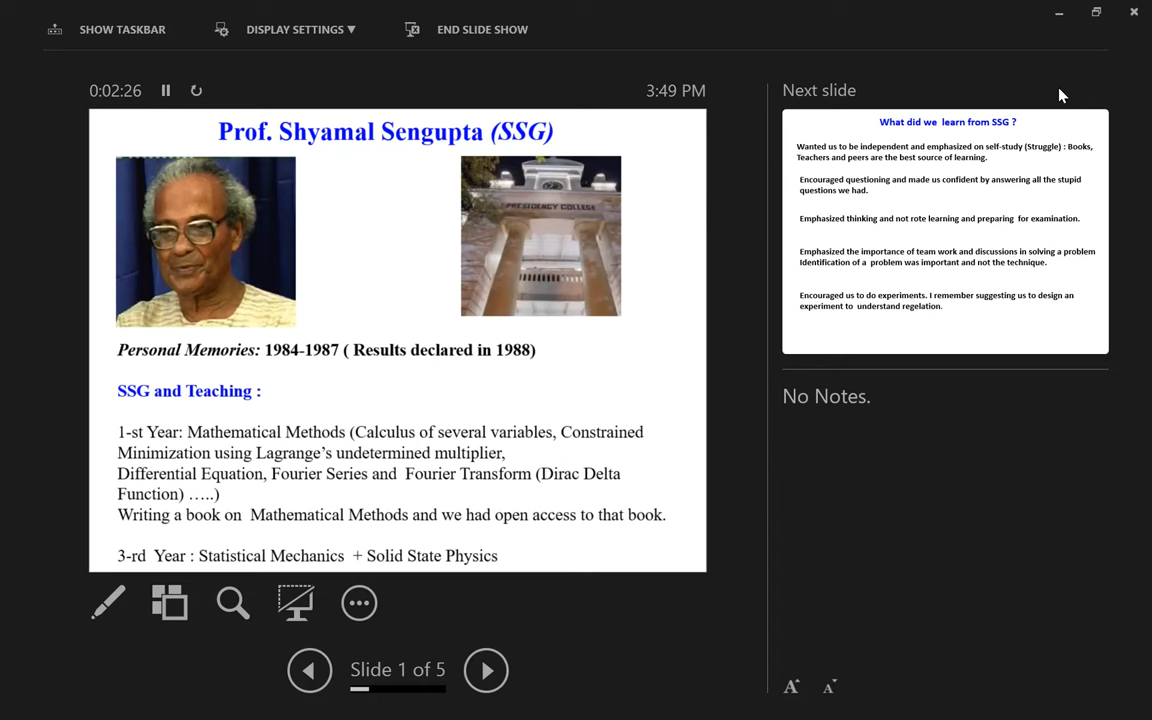 SHOW TASKBAR
DISPLAY SETTINGS ▼
END SLIDE SHOW
0:02:26
3:49 PM
Prof. Shyamal Sengupta (SSG)
PRESIDENCY COLLEGE
Personal Memories: 1984-1987 ( Results declared in 1988)
SSG and Teaching :
1-st Year: Mathematical Methods (Calculus of several variables, Constrained
Minimization using Lagrange's undetermined multiplier,
Differential Equation, Fourier Series and Fourier Transform (Dirac Delta
Function) …..)
Writing a book on Mathematical Methods and we had open access to that book.
3-rd Year : Statistical Mechanics + Solid State Physics
Slide 1 of 5
Next slide
What did we learn from SSG ?
Wanted us to be independent and emphasized on self-study (Struggle) : Books,
Teachers and peers are the best source of learning.
Encouraged questioning and made us confident by answering all the stupid
questions we had.
Emphasized thinking and not rote learning and preparing for examination.
Emphasized the importance of team work and discussions in solving a problem
Identification of a problem was important and not the technique.
Encouraged us to do experiments. I remember suggesting us to design an
experiment to understand regelation.
No Notes.
A A